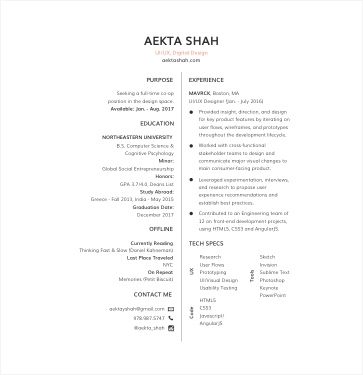 AEKTA SHAH
UI/UX, Digital Design
aektashah.com
PURPOSE
Seeking a full-time co-op
position in the design space.
Available: Jan. - Aug. 2017
EDUCATION
NORTHEASTERN UNIVERSITY
B.S. Computer Science &
Cognitive Psychology
Minor:
Global Social Entrepreneurship
Honors:
GPA 3.74/4.0, Deans List
Study Abroad:
Greece - Fall 2013, India - May 2015
Graduation Date:
December 2017
OFFLINE
Currently Reading
Thinking Fast & Slow (Daniel Kahneman)
Last Place Traveled
NYC
On Repeat
Memories (Petit Biscuit)
CONTACT ME
aektayshah@gmail.com
978.987.5747
@aekta_shah
EXPERIENCE
MAVRCK, Boston, MA
UI/UX Designer (Jan. - July 2016)
Provided insight, direction, and design
for key product features by iterating on
user flows, wireframes, and prototypes
throughout the development lifecycle.
Worked with cross-functional
stakeholder teams to design and
communicate major visual changes to
main consumer-facing product.
Leveraged experimentation, interviews,
and research to propose user
experience recommendations and
establish best practices.
Contributed to an Engineering team of
12 on front-end development projects,
using HTML5, CSS3 and AngularJS.
TECH SPECS
UX
Research
User Flows
Prototyping
UI/Visual Design
Usability Testing
Code
HTML5
CSS3
Javascript
AngularJS
Tools
Sketch
Invision
Sublime Text
Photoshop
Keynote
PowerPoint